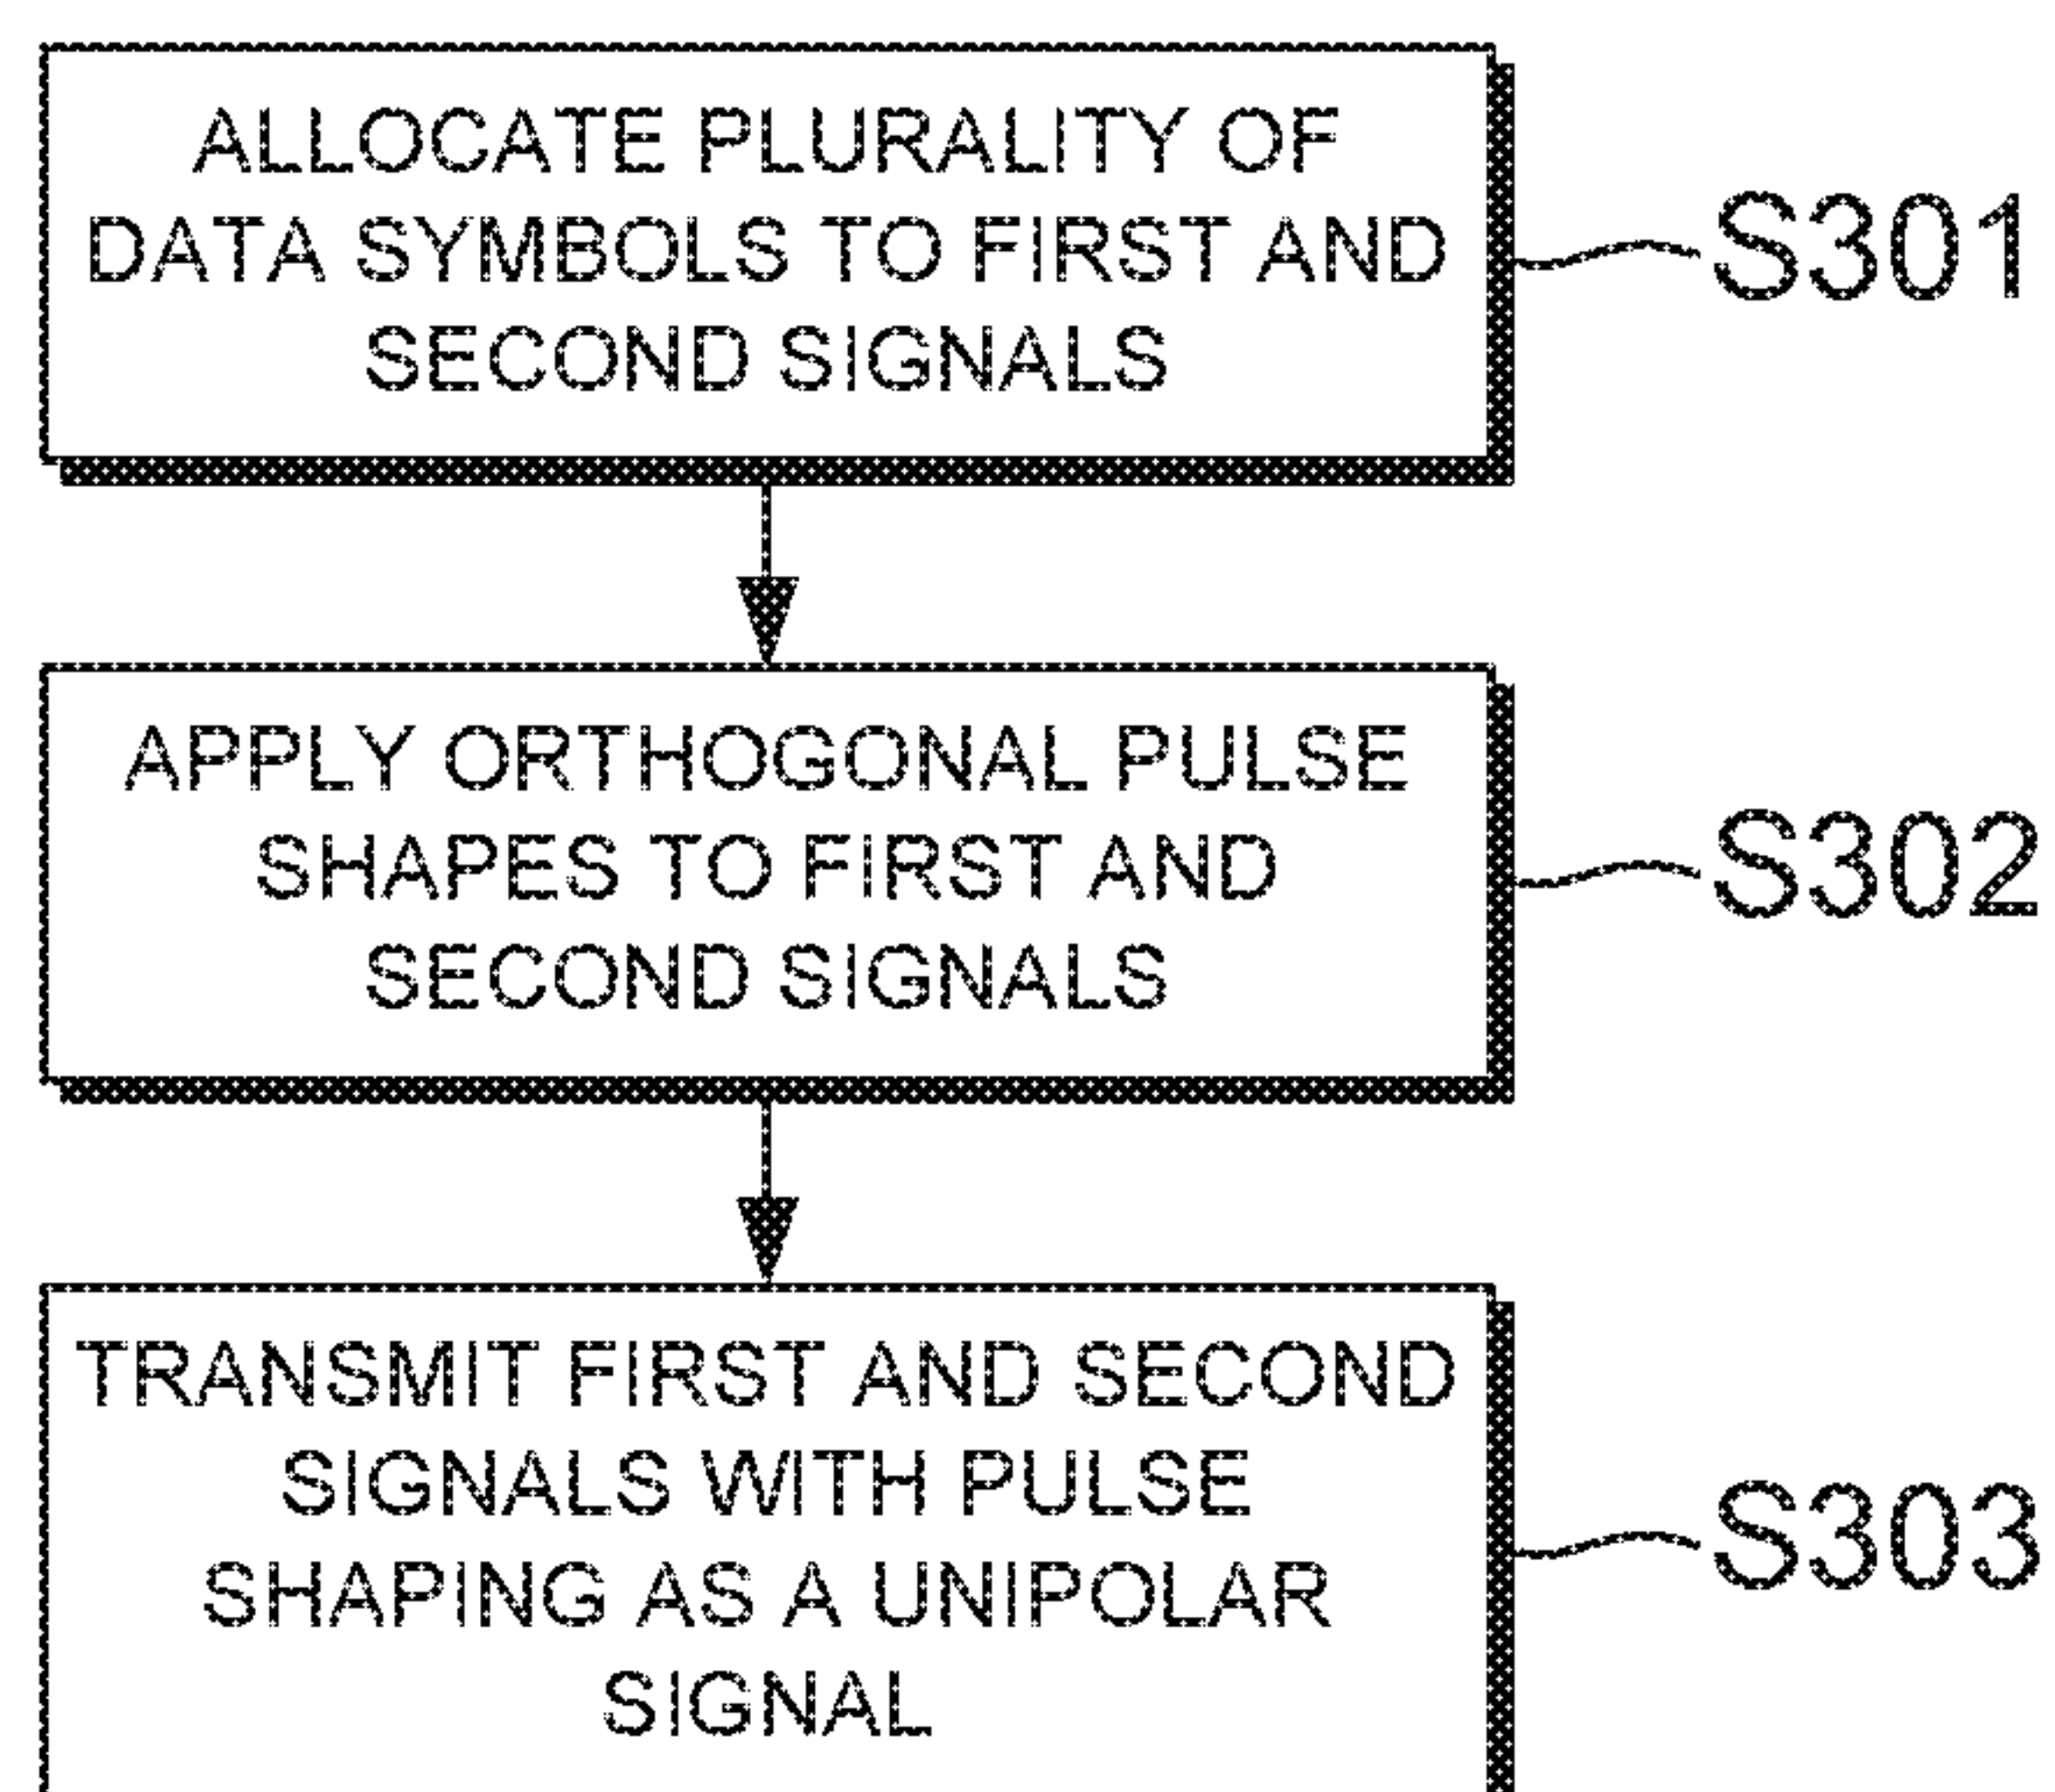 ALLOCATE PLURALITY OF
DATA SYMBOLS TO FIRST AND
SECOND SIGNALS
S301
APPLY ORTHOGONAL PULSE
SHAPES TO FIRST AND
SECOND SIGNALS
S302
TRANSMIT FIRST AND SECOND
SIGNALS WITH PULSE
SHAPING AS A UNIPOLAR
SIGNAL
S303